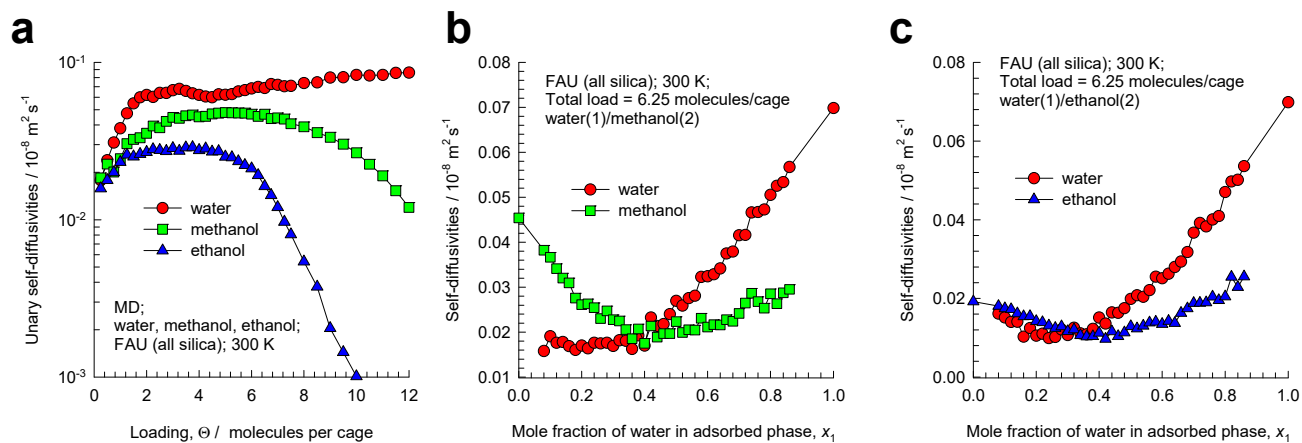 a
Unary self-diffusivities / 10⁻⁸ m² s⁻¹
10⁻¹
10⁻²
10⁻³
water
methanol
ethanol
MD;
water, methanol, ethanol;
FAU (all silica); 300 K
0 2 4 6 8 10 12
Loading, Θ / molecules per cage
b
Self-diffusivities / 10⁻⁸ m² s⁻¹
0.07
0.06
0.05
0.04
0.03
0.02
0.01
FAU (all silica); 300 K;
Total load = 6.25 molecules/cage
water(1)/methanol(2)
water
methanol
0.0 0.2 0.4 0.6 0.8 1.0
Mole fraction of water in adsorbed phase, x₁
c
Self-diffusivities / 10⁻⁸ m² s⁻¹
0.08
0.06
0.04
0.02
0.00
FAU (all silica); 300 K;
Total load = 6.25 molecules/cage
water(1)/ethanol(2)
water
ethanol
0.0 0.2 0.4 0.6 0.8 1.0
Mole fraction of water in adsorbed phase, x₁